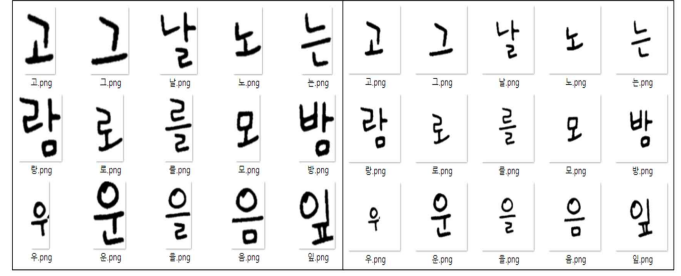 고 그 날 노 는 고 그 날 노 는
고.png 그.png 날.png 노.png 는.png 고.png 그.png 날.png 노.png 는.png
람 로 를 모 밤 람 로 를 모 밤
람.png 로.png 를.png 모.png 밤.png 람.png 로.png 를.png 모.png 밤.png
우 운 을 음 잎 우 운 을 음 잎
우.png 운.png 을.png 음.png 잎.png 우.png 운.png 을.png 음.png 잎.png